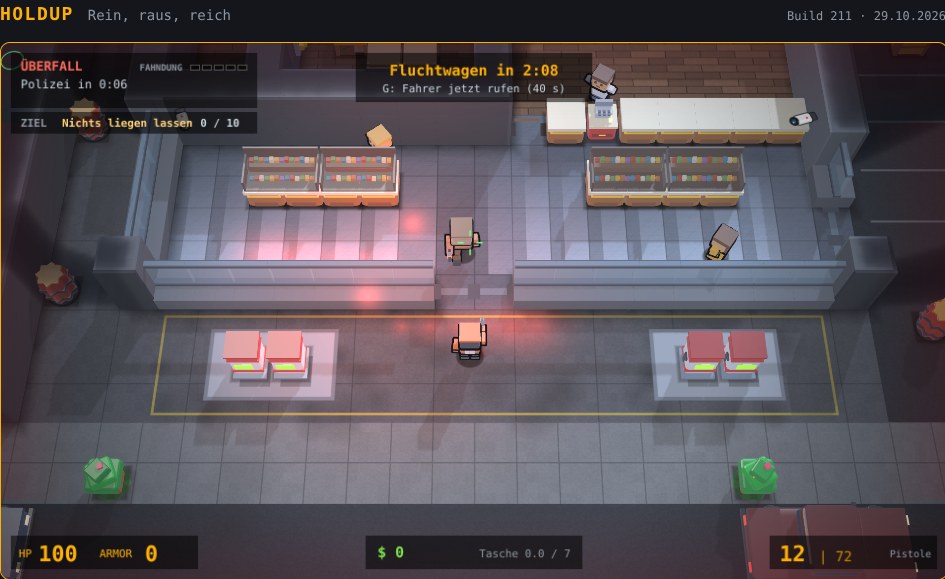 HOLDUP Rein, raus, reich
Build 211 · 29.10.2026
ÜBERFALL
FAHNDUNG
Polizei in 0:06
ZIEL Nichts liegen lassen 0 / 10
Fluchtwagen in 2:08
G: Fahrer jetzt rufen (40 s)
HP 100 ARMOR 0
$ 0 Tasche 0.0 / 7
12 | 72 Pistole